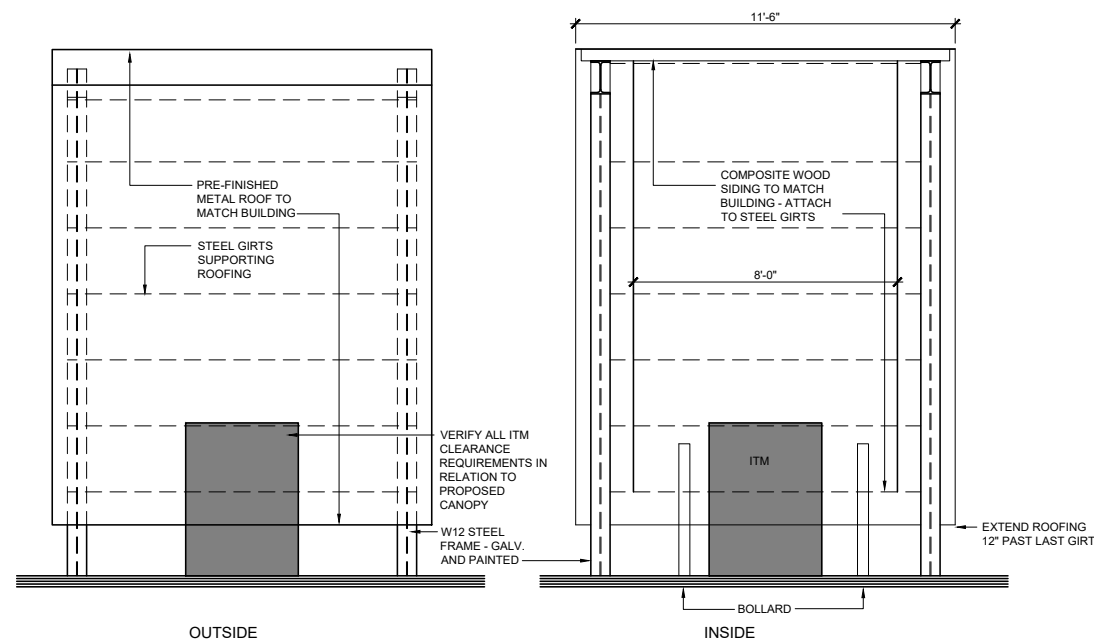 11'-6"
PRE-FINISHED
METAL ROOF TO
MATCH BUILDING
STEEL GIRTS
SUPPORTING
ROOFING
COMPOSITE WOOD
SIDING TO MATCH
BUILDING - ATTACH
TO STEEL GIRTS
8'-0"
VERIFY ALL ITM
CLEARANCE
REQUIREMENTS IN
RELATION TO
PROPOSED
CANOPY
ITM
W12 STEEL
FRAME - GALV.
AND PAINTED
EXTEND ROOFING
12" PAST LAST GIRT
BOLLARD
OUTSIDE
INSIDE